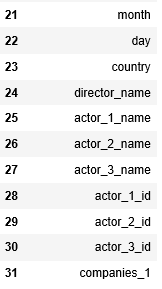 21 month
22 day
23 country
24 director_name
25 actor_1_name
26 actor_2_name
27 actor_3_name
28 actor_1_id
29 actor_2_id
30 actor_3_id
31 companies_1